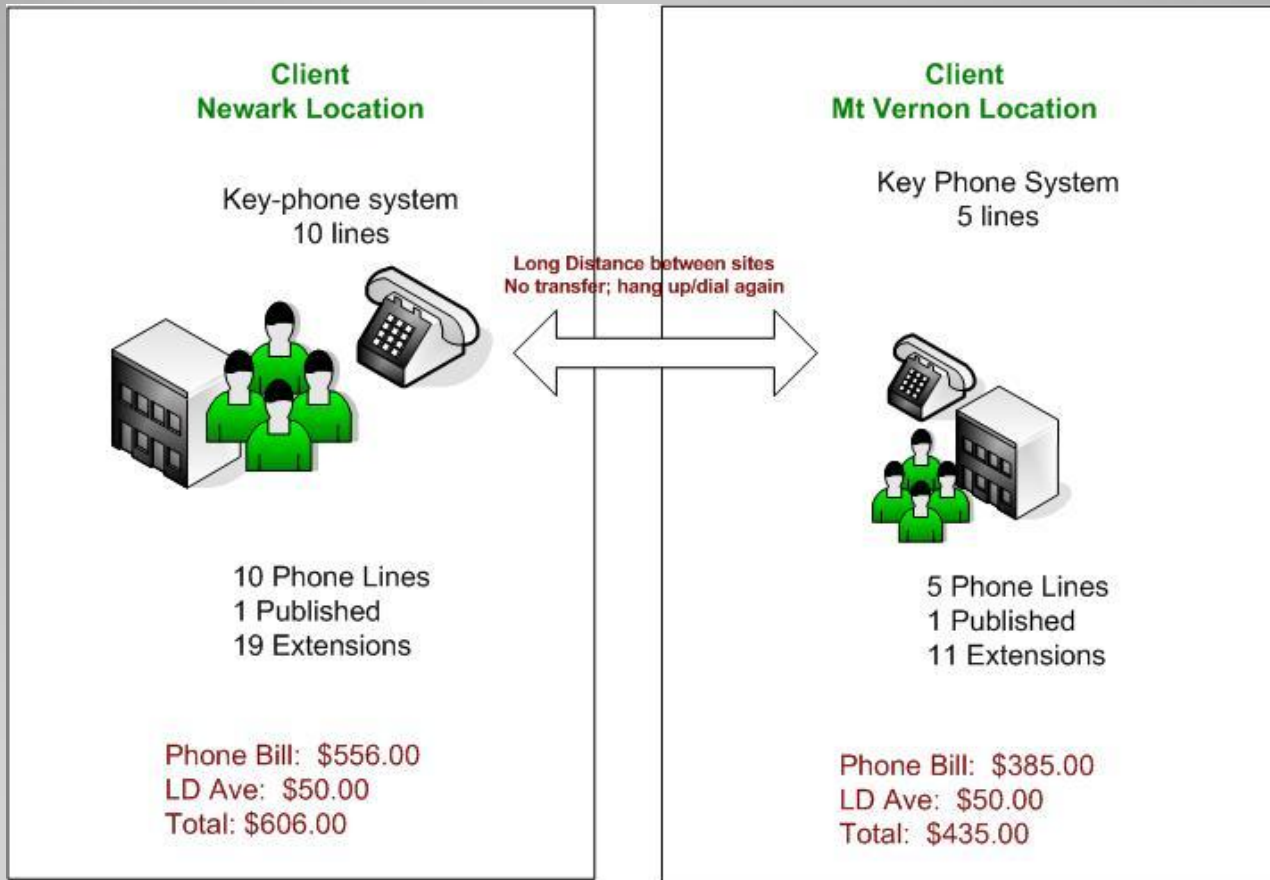 Client
Newark Location
Key-phone system
10 lines
10 Phone Lines
1 Published
19 Extensions
Phone Bill:  $556.00
LD Ave:  $50.00
Total: $606.00
Long Distance between sites
No transfer; hang up/dial again
Client
Mt Vernon Location
Key Phone System
5 lines
5 Phone Lines
1 Published
11 Extensions
Phone Bill:  $385.00
LD Ave:  $50.00
Total:  $435.00